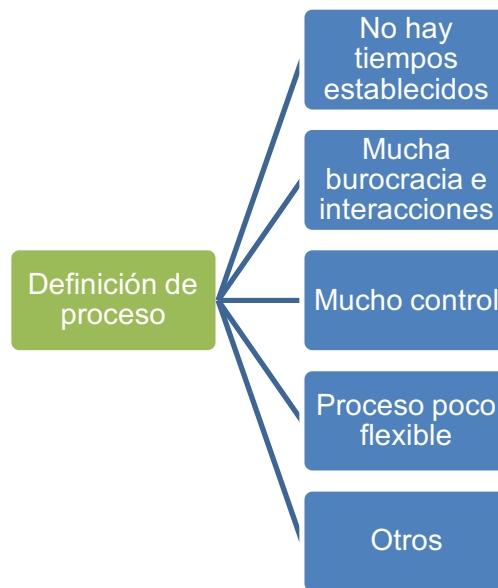 No hay
tiempos
establecidos
Mucha
burocracia e
interacciones
Definición de
proceso
Mucho control
Proceso poco
flexible
Otros